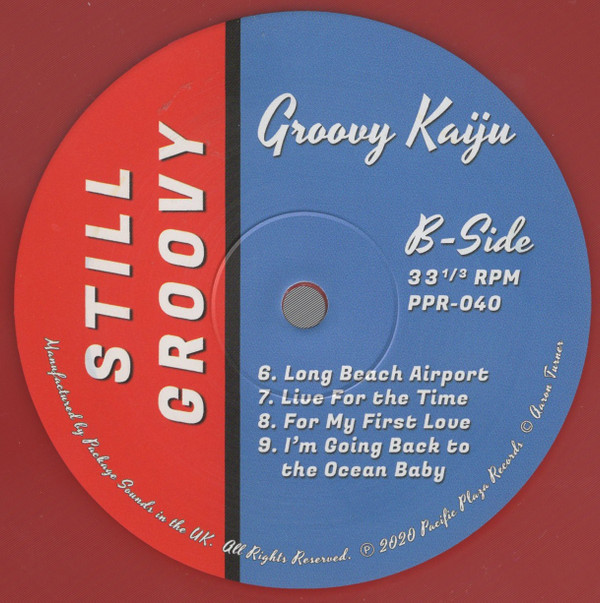 STILL
GROOVY
Groovy Kaiju
B-Side
33 1/3 RPM
PPR-040
6. Long Beach Airport
7. Live For the Time
8. For My First Love
9. I'm Going Back to
the Ocean Baby
Manufactured by Package Sounds in the UK. All Rights Reserved. ℗ 2020 Pacific Plaza Records © Aaron Turner